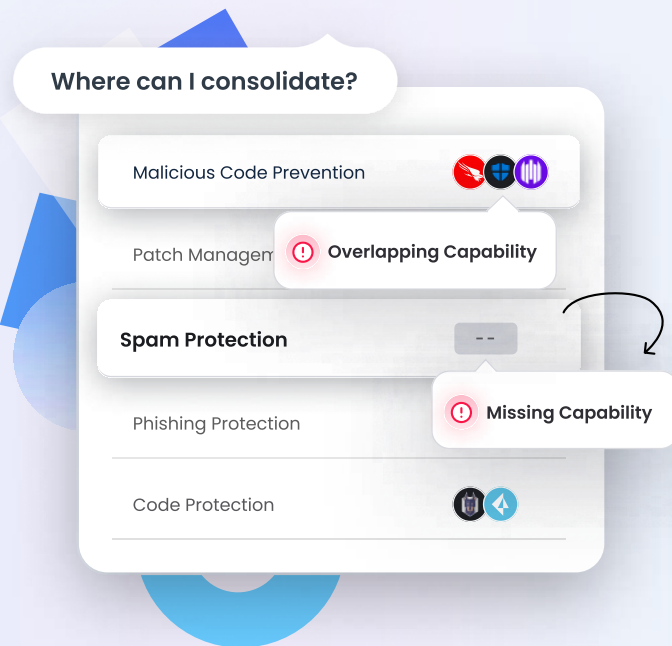 Where can I consolidate?
Malicious Code Prevention
Overlapping Capability
Spam Protection
--
Missing Capability
Phishing Protection
Code Protection